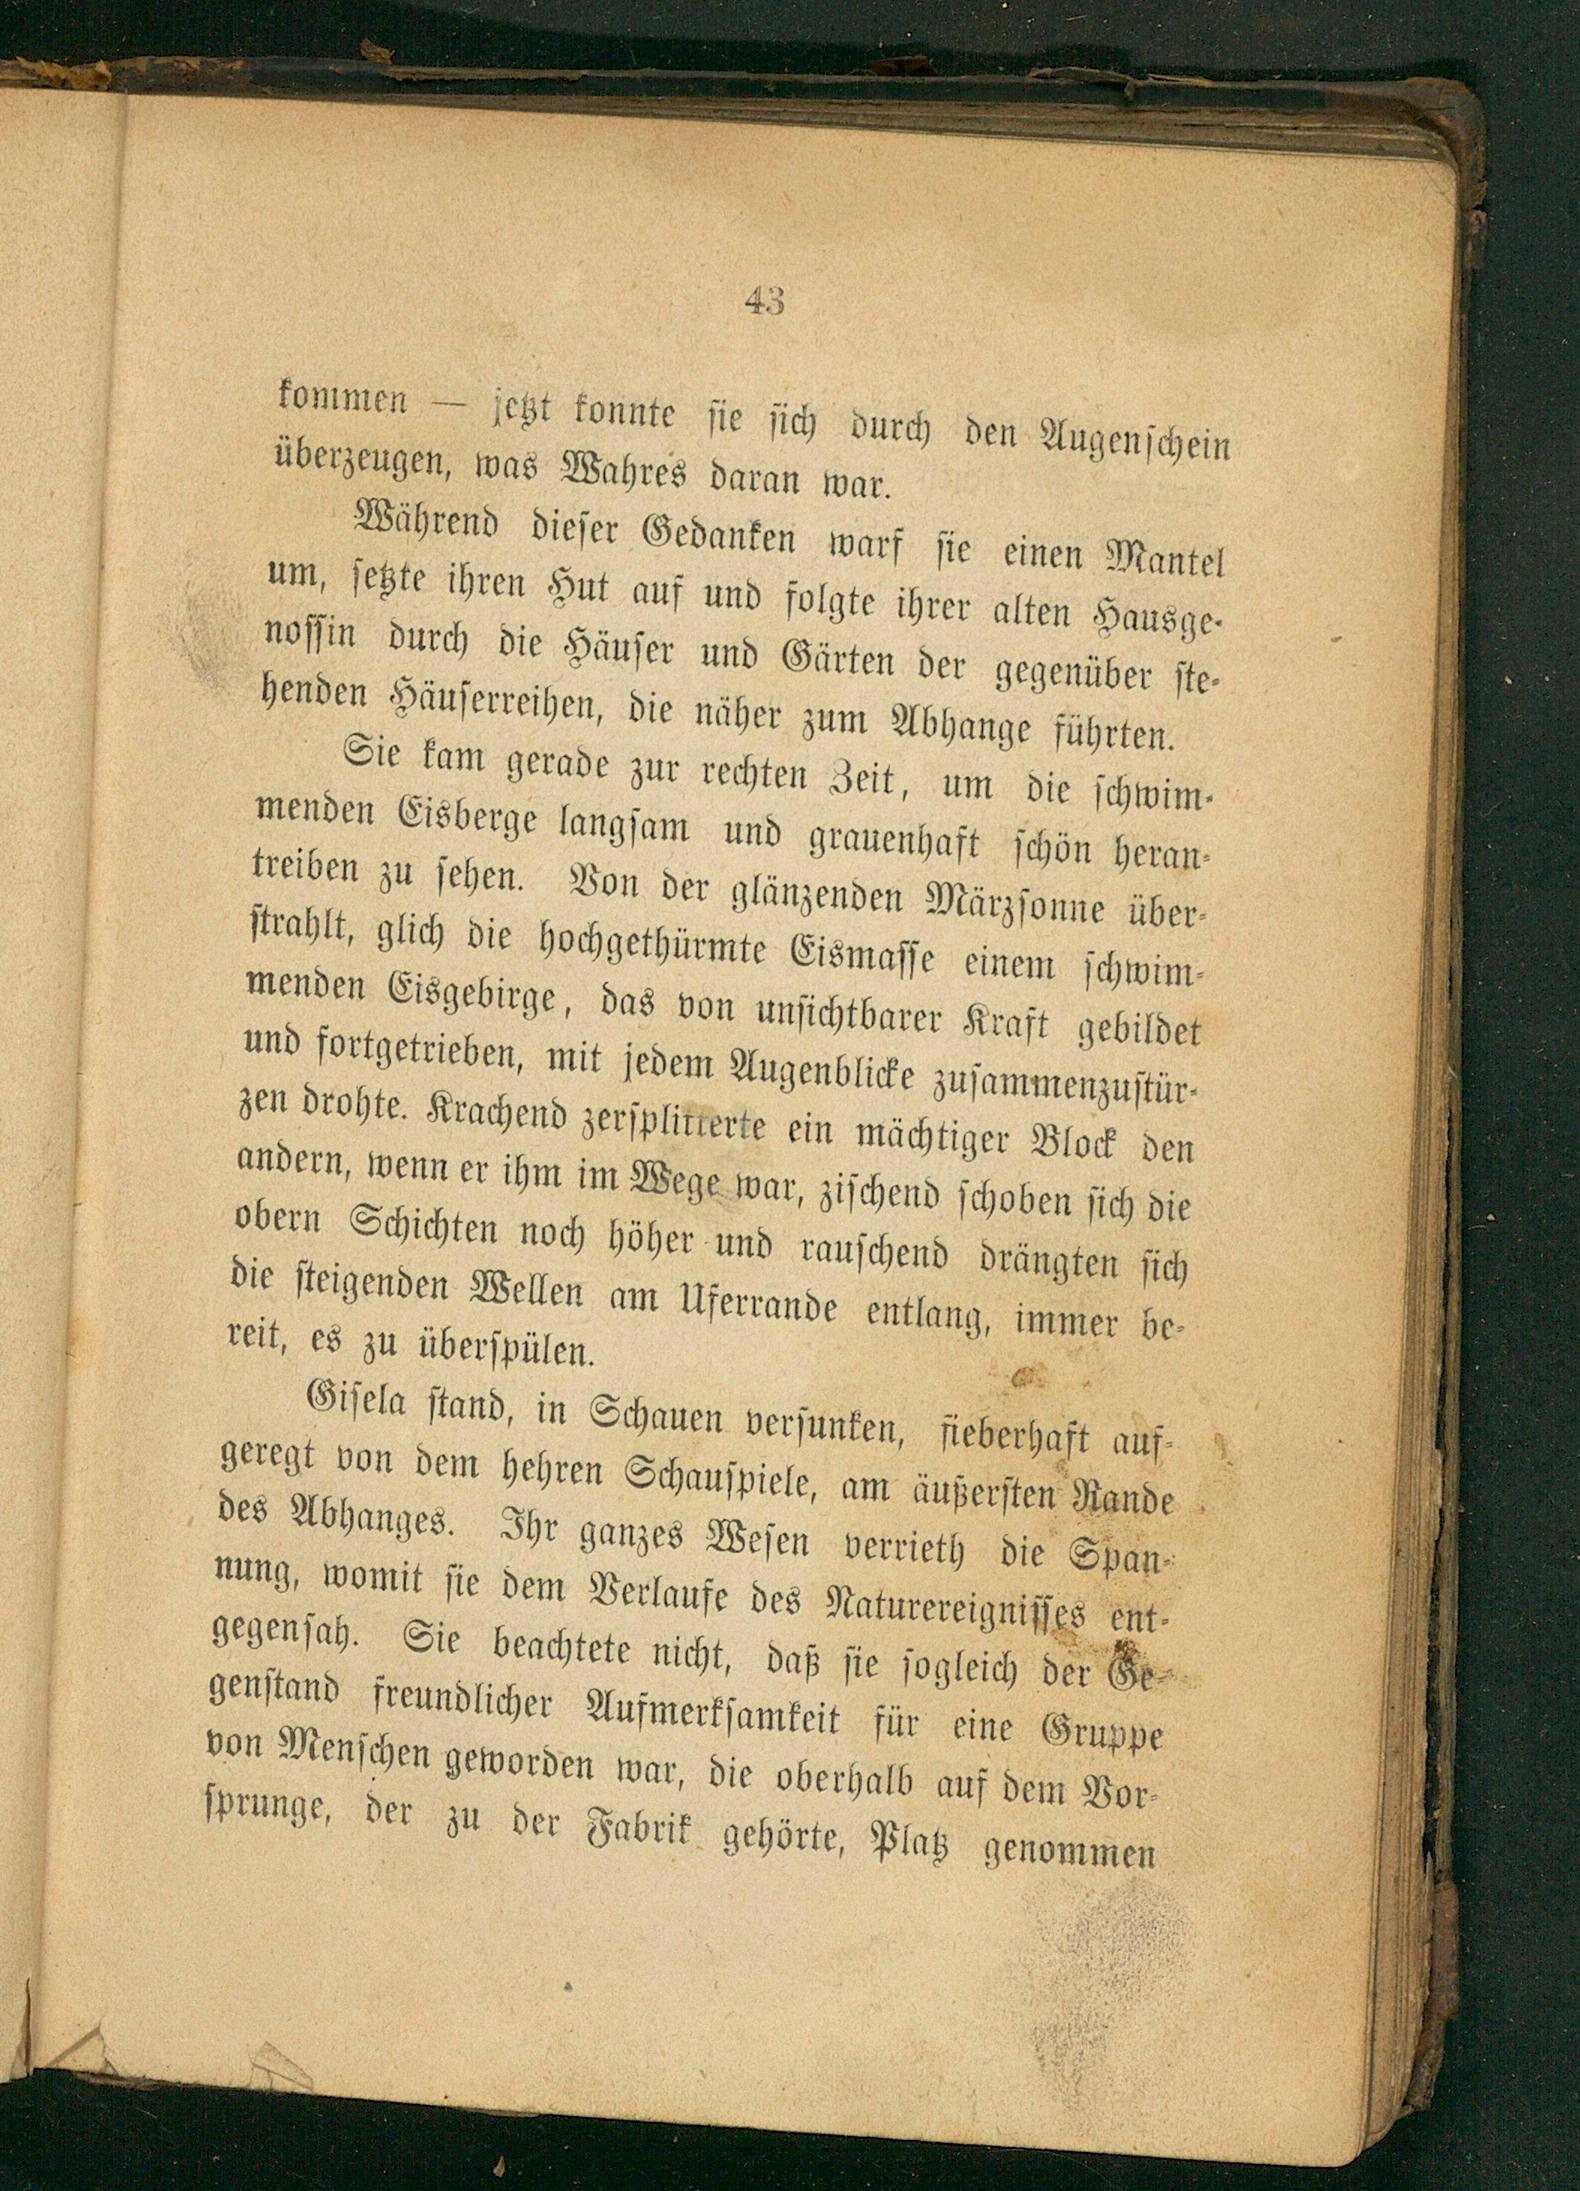 43
kommen — jetzt konnte sie sich durch den Augenschein
überzeugen, was Wahres daran war.
Während dieser Gedanken warf sie einen Mantel
um, setzte ihren Hut auf und folgte ihrer alten Hausge-
nossin durch die Häuser und Gärten der gegenüber ste-
henden Häuserreihen, die näher zum Abhange führten.
Sie kam gerade zur rechten Zeit, um die schwim-
menden Eisberge langsam und grauenhaft schön heran-
treiben zu sehen. Von der glänzenden Märzsonne über-
strahlt, glich die hochgethürmte Eismasse einem schwim-
menden Eisgebirge, das von unsichtbarer Kraft gebildet
und fortgetrieben, mit jedem Augenblicke zusammenzustür-
zen drohte. Krachend zersplitterte ein mächtiger Block den
andern, wenn er ihm im Wege war, zischend schoben sich die
obern Schichten noch höher und rauschend drängten sich
die steigenden Wellen am Uferrande entlang, immer be-
reit, es zu überspülen.
Gisela stand, in Schauen versunken, fieberhaft auf-
geregt von dem hehren Schauspiele, am äußersten Rande
des Abhanges. Ihr ganzes Wesen verrieth die Span-
nung, womit sie dem Verlaufe des Naturereignisses ent-
gegensah. Sie beachtete nicht, daß sie sogleich der Ge-
genstand freundlicher Aufmerksamkeit für eine Gruppe
von Menschen geworden war, die oberhalb auf dem Vor-
sprunge, der zu der Fabrik gehörte, Platz genommen